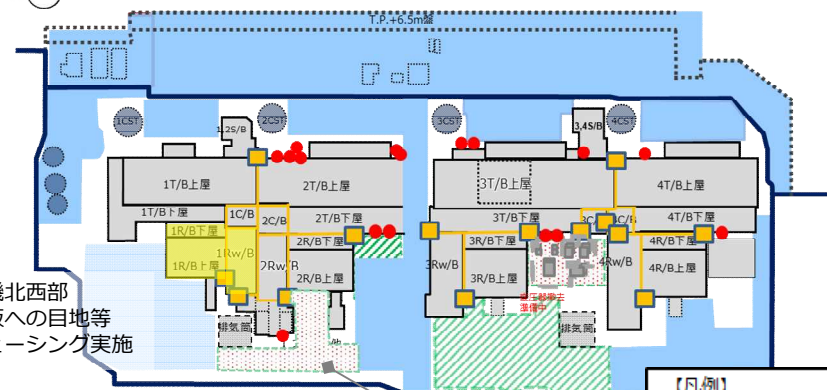 T.P.+6.5m盤
1CST
2CST
3CST
4CST
1,2S/B
3,4S/B
1T/B上屋
2T/B上屋
3T/B上屋
4T/B上屋
1T/B下屋
1C/B
2C/B
2T/B下屋
3T/B下屋
4C/B
4T/B下屋
1R/B下屋
1Rw/B
2R/B下屋
3R/B下屋
4R/B下屋
1R/B上屋
2Rw/B
2R/B上屋
3Rw/B
3R/B上屋
4Rw/B
4R/B上屋
準備中
排気筒
排気筒
北西部
への目地等
ーシング実施
【凡例】